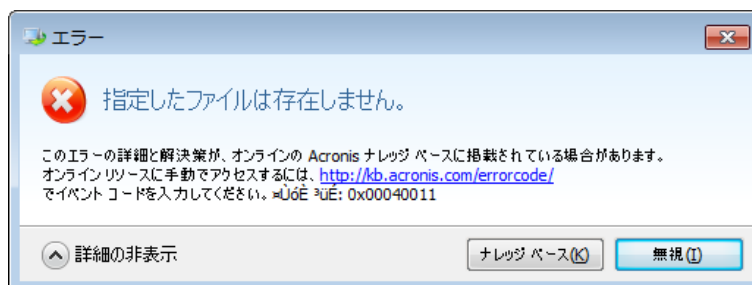 エラー
指定したファイルは存在しません。
このエラーの詳細と解決策が、オンラインの Acronis ナレッジ ベースに掲載されている場合があります。
オンライン リソースに手動でアクセスするには、http://kb.acronis.com/errorcode/
でイベント コードを入力してください。¤ÙóÈ ³üÉ: 0x00040011
詳細の非表示
ナレッジ ベース(K)
無視(I)